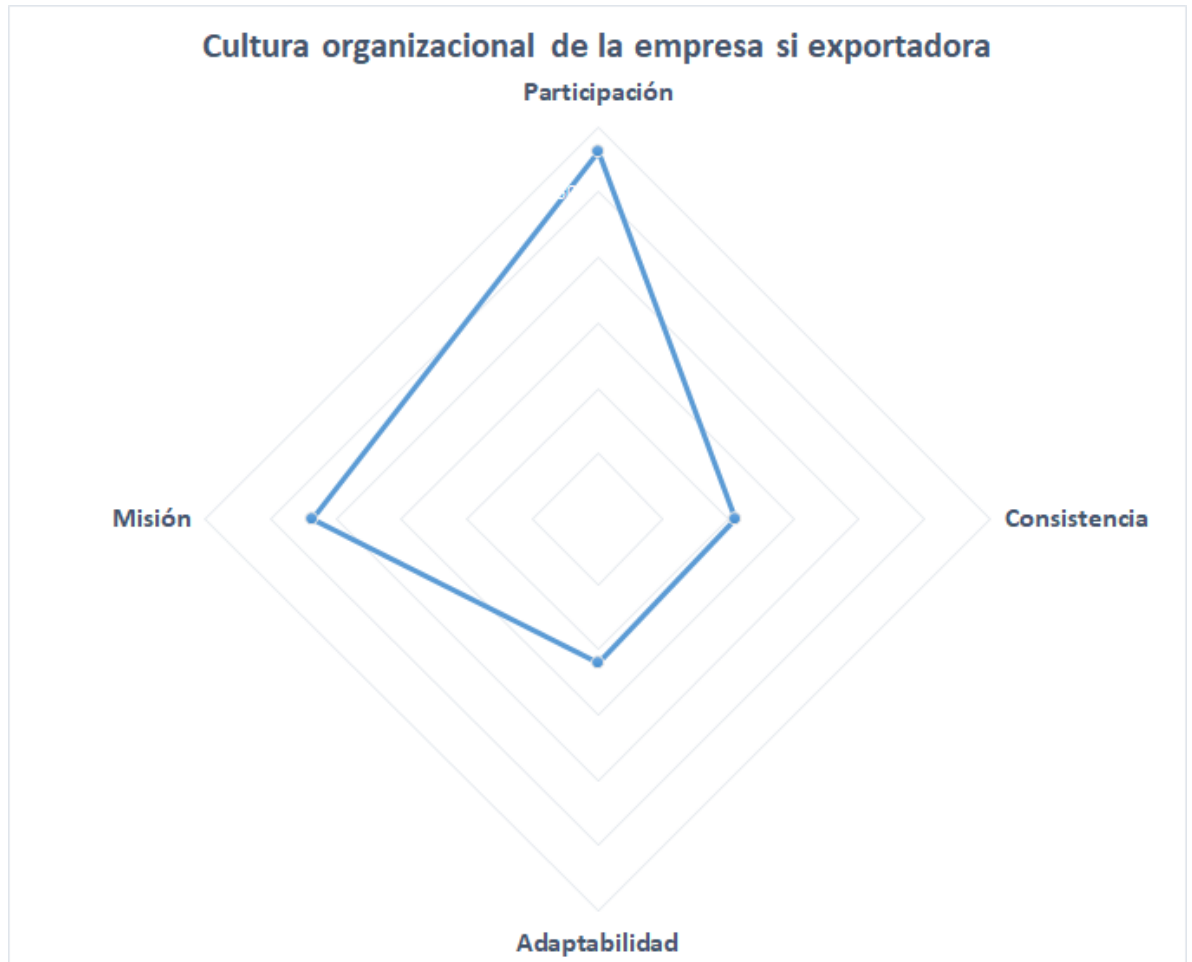 Cultura organizacional de la empresa si exportadora
Participación
Misión
Consistencia
Adaptabilidad